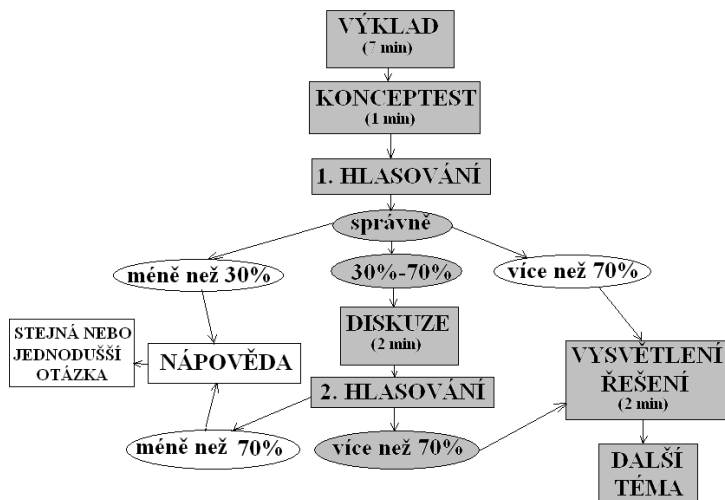 VÝKLAD
(7 min)
KONCEPTEST
(1 min)
1. HLASOVÁNÍ
správně
méně než 30%
30%-70%
více než 70%
DISKUZE
(2 min)
STEJNÁ NEBO
JEDNODUŠŠÍ
OTÁZKA
NÁPOVĚDA
VYSVĚTLENÍ
ŘEŠENÍ
(2 min)
2. HLASOVÁNÍ
méně než 70%
více než 70%
DALŠÍ
TÉMA